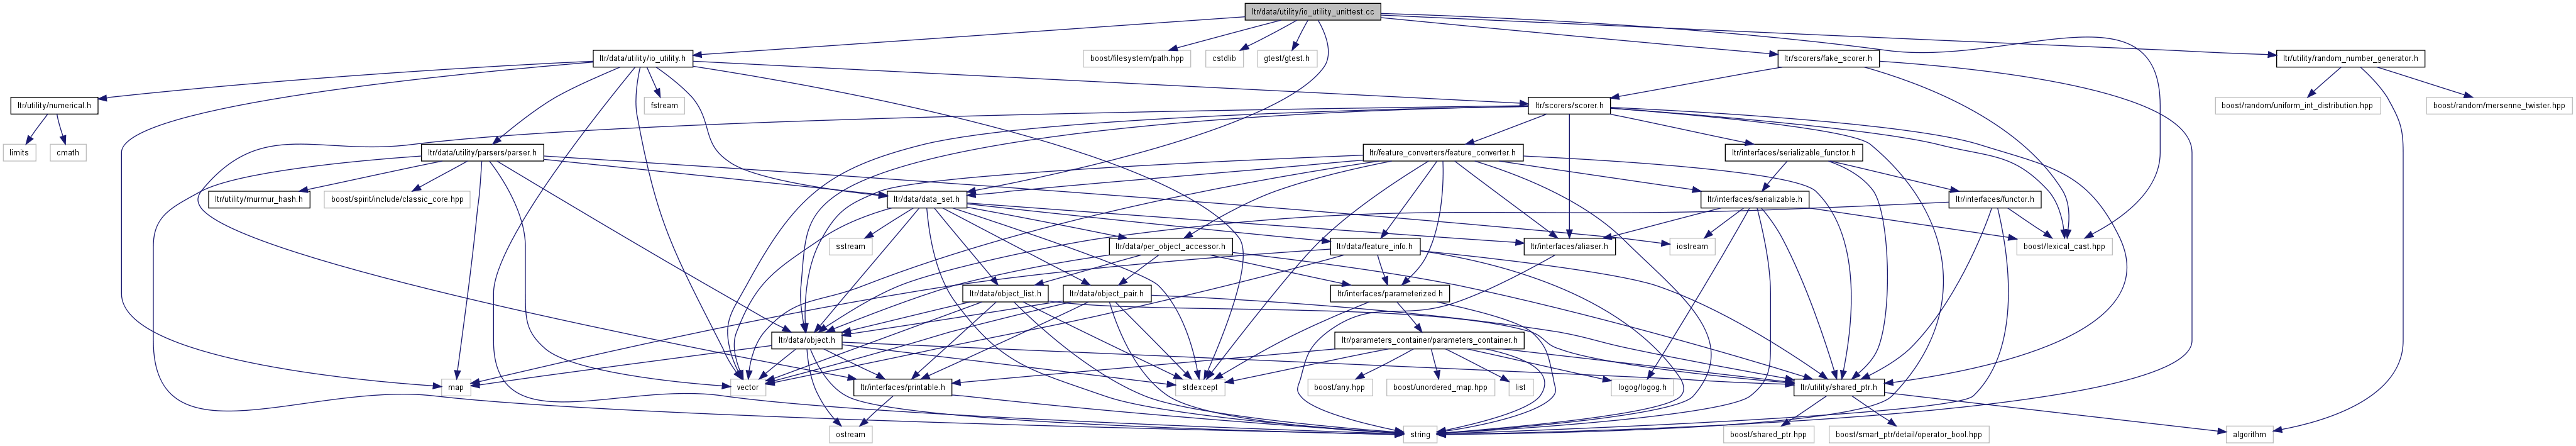 ltr/data/utility/io_utility_unittest.cc
ltr/data/utility/io_utility.h
boost/filesystem/path.hpp
cstdlib
gtest/gtest.h
ltr/scorers/fake_scorer.h
ltr/utility/random_number_generator.h
ltr/utility/numerical.h
fstream
ltr/scorers/scorer.h
boost/random/uniform_int_distribution.hpp
boost/random/mersenne_twister.hpp
limits
cmath
ltr/data/utility/parsers/parser.h
ltr/feature_converters/feature_converter.h
ltr/interfaces/serializable_functor.h
ltr/utility/murmur_hash.h
boost/spirit/include/classic_core.hpp
ltr/data/data_set.h
ltr/interfaces/serializable.h
ltr/interfaces/functor.h
sstream
ltr/data/per_object_accessor.h
ltr/data/feature_info.h
ltr/interfaces/aliaser.h
iostream
boost/lexical_cast.hpp
ltr/data/object_list.h
ltr/data/object_pair.h
ltr/interfaces/parameterized.h
ltr/data/object.h
ltr/parameters_container/parameters_container.h
map
vector
ltr/interfaces/printable.h
stdexcept
boost/any.hpp
boost/unordered_map.hpp
list
logog/logog.h
ltr/utility/shared_ptr.h
ostream
string
boost/shared_ptr.hpp
boost/smart_ptr/detail/operator_bool.hpp
algorithm